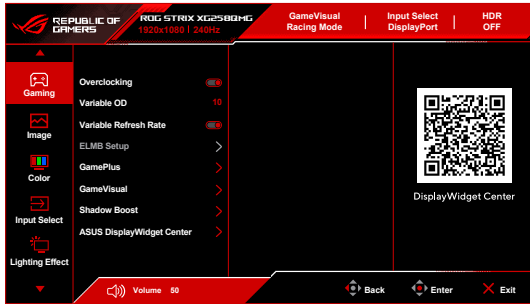 REPUBLIC OF
GAMERS
ROG STRIX XG258QMG
1920x1080 | 240Hz
GameVisual
Racing Mode
Input Select
DisplayPort
HDR
OFF
Gaming
Image
Color
Input Select
Lighting Effect
Overclocking
Variable OD 10
Variable Refresh Rate
ELMB Setup
GamePlus
GameVisual
Shadow Boost
ASUS DisplayWidget Center
DisplayWidget Center
Volume 50
Back
Enter
Exit